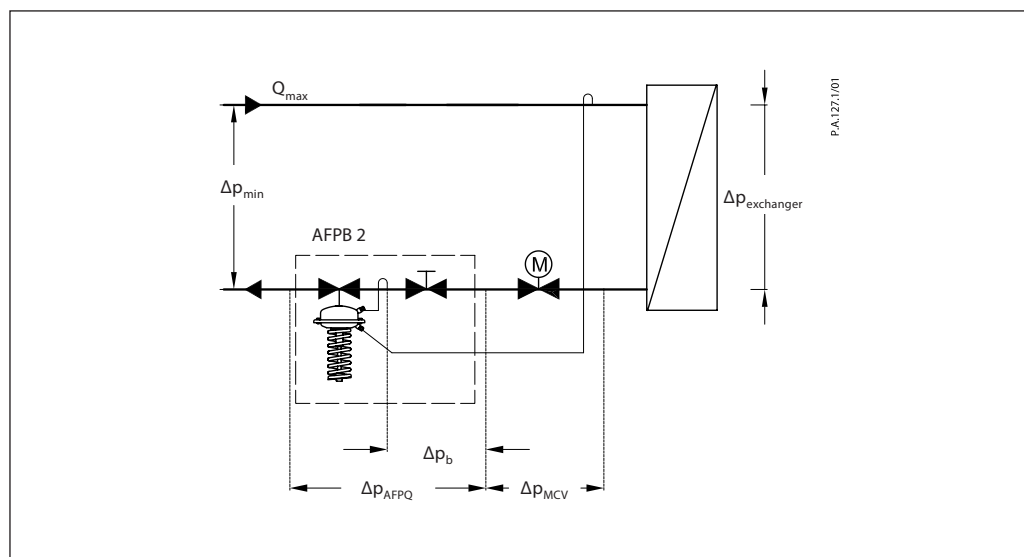 Q_max
P.A.127.1/01
Δp_min
Δp_exchanger
AFPB 2
M
Δp_b
Δp_AFPQ
Δp_MCV